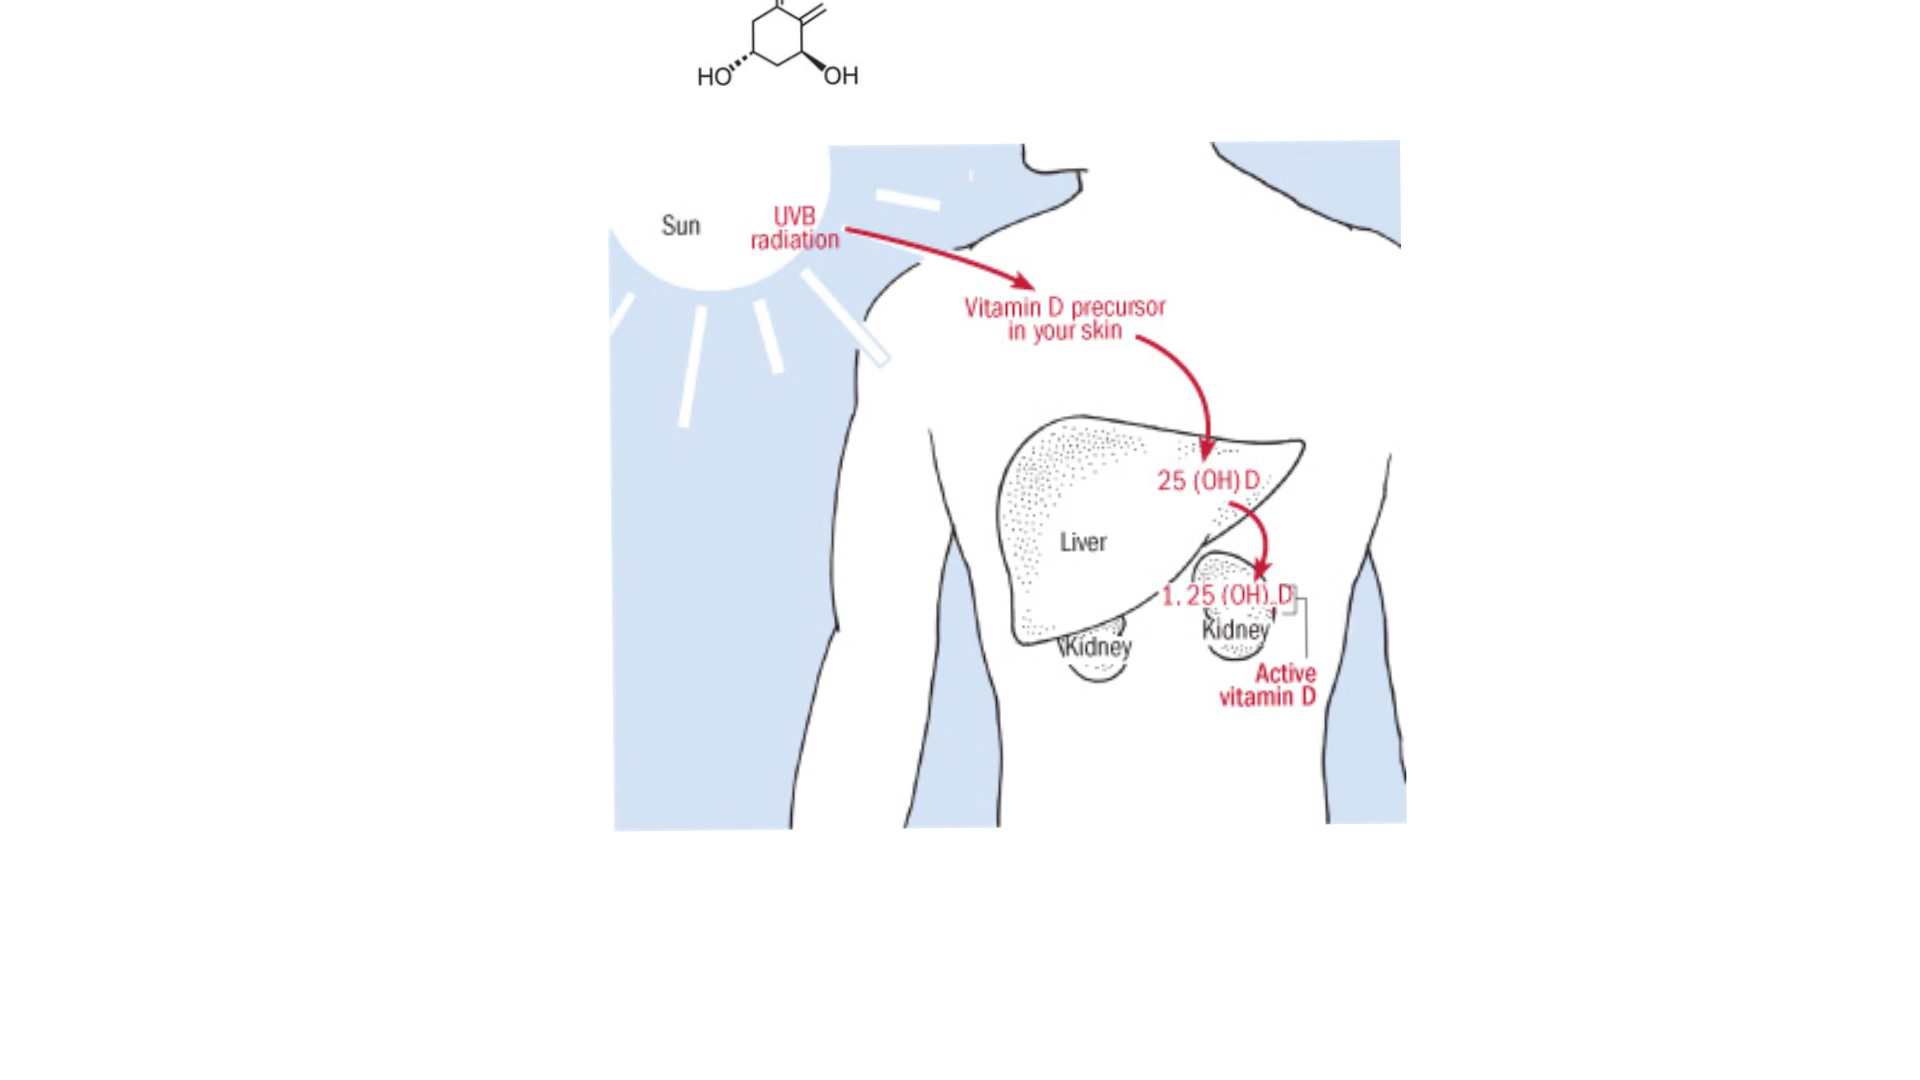 HO OH
Sun
UVB
radiation
Vitamin D precursor
in your skin
25 (OH) D
Liver
1, 25 (OH) D
Kidney
Kidney
Active
vitamin D